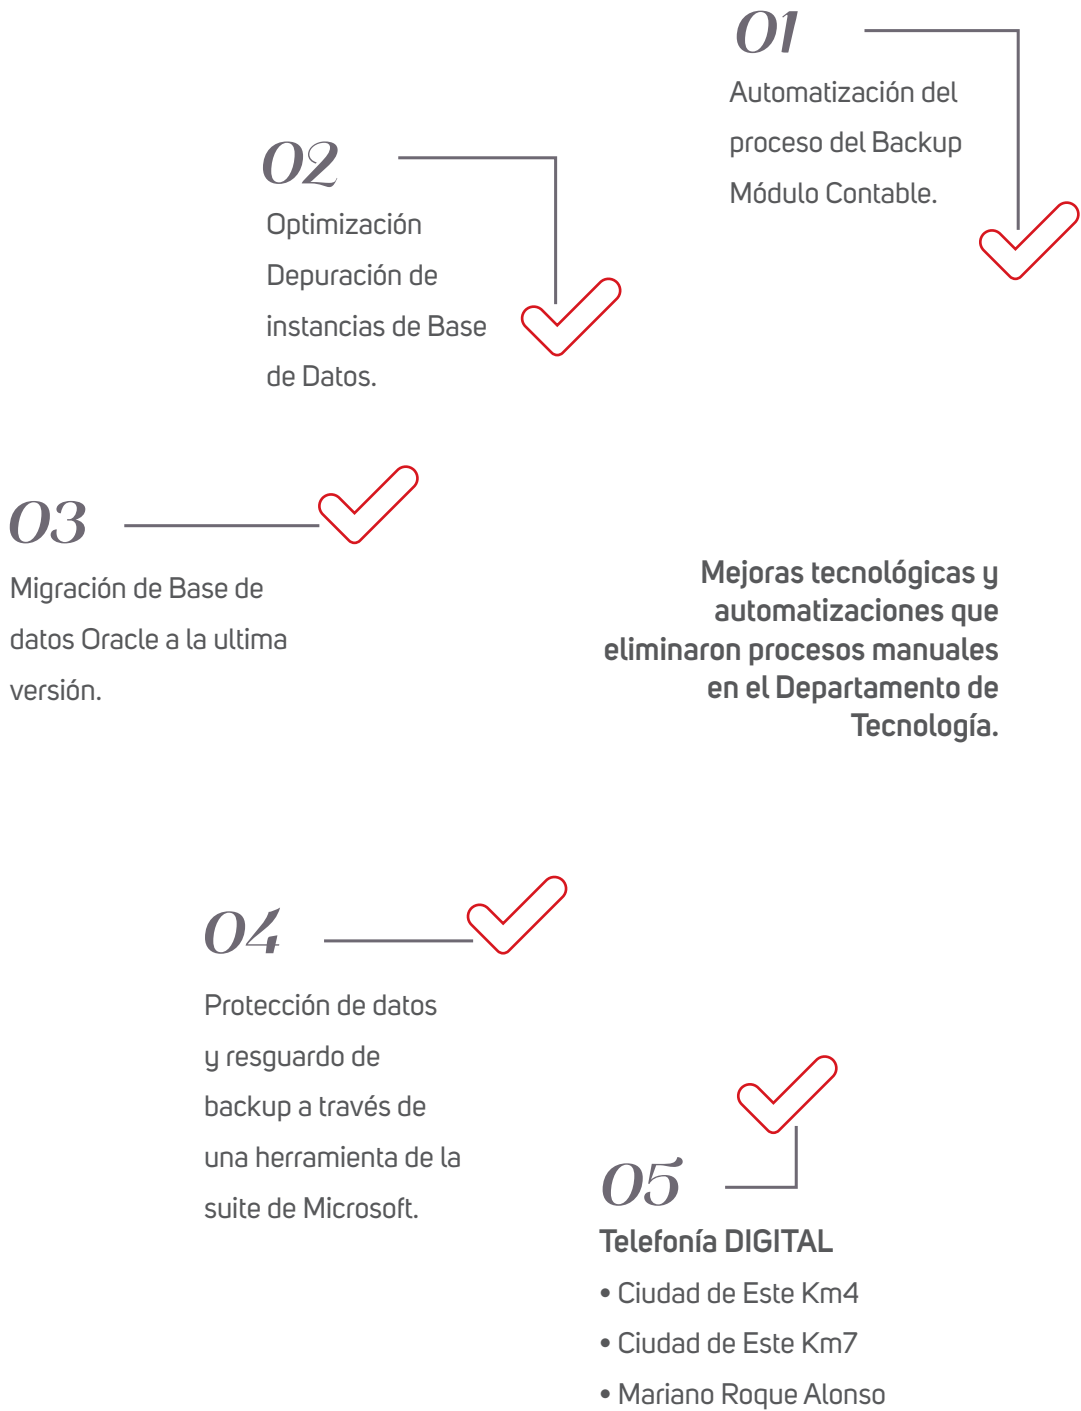 01
Automatización del
proceso del Backup
Módulo Contable.
02
Optimización
Depuración de
instancias de Base
de Datos.
03
Migración de Base de
datos Oracle a la ultima
versión.
Mejoras tecnológicas y
automatizaciones que
eliminaron procesos manuales
en el Departamento de
Tecnología.
04
Protección de datos
y resguardo de
backup a través de
una herramienta de la
suite de Microsoft.
05
Telefonía DIGITAL
• Ciudad de Este Km4
• Ciudad de Este Km7
• Mariano Roque Alonso